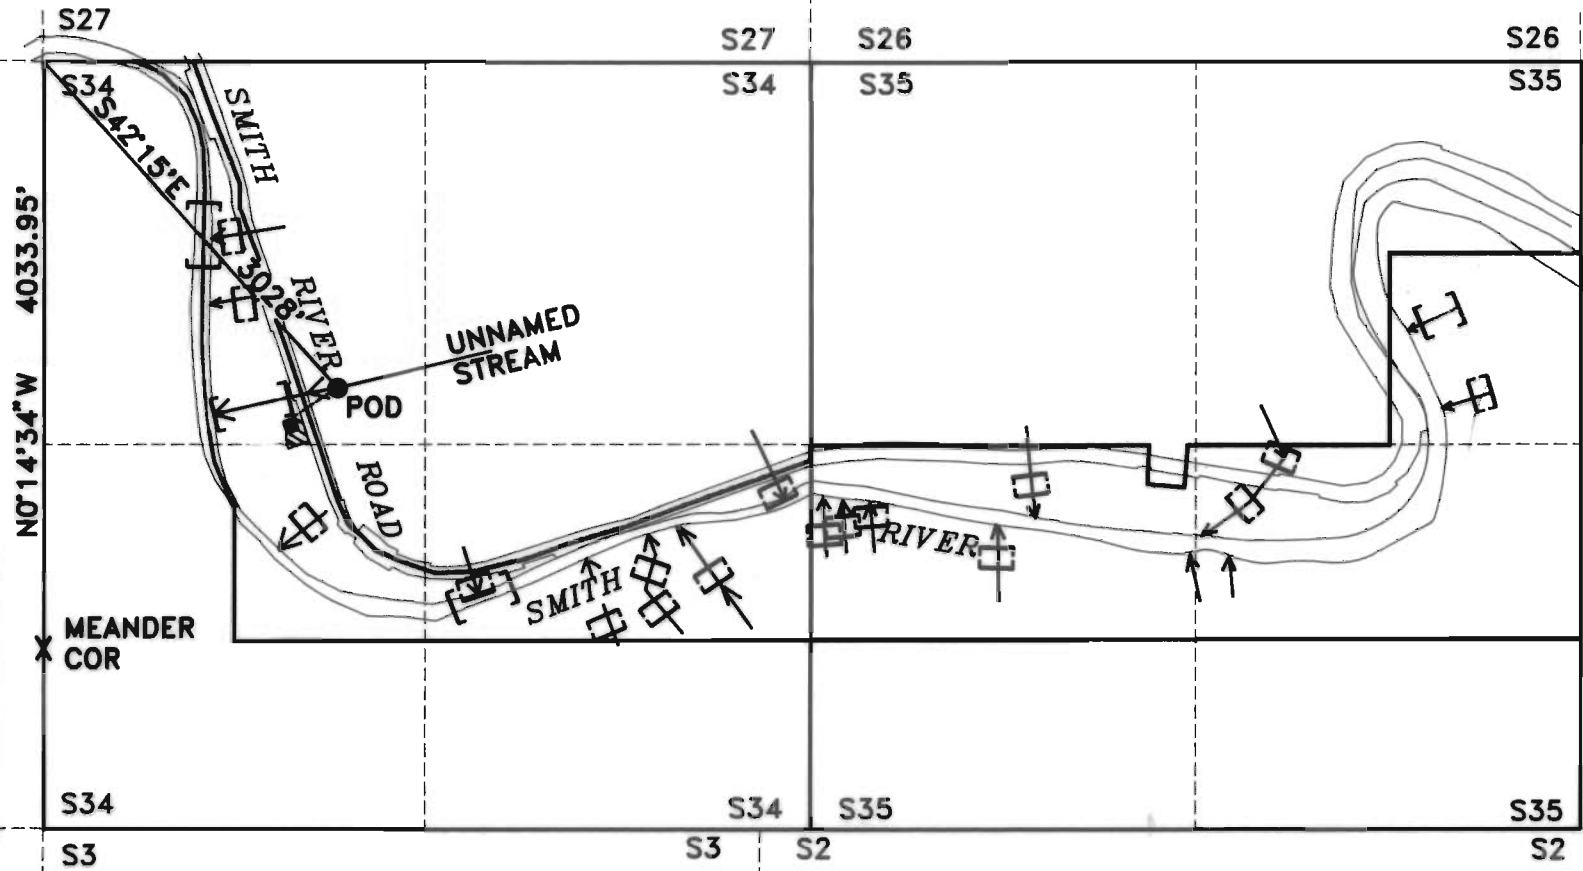 S27
S27
S26
S26
S34
S34
S35
S35
SMITH
S42°15'E
3028'
RIVER
N0°14'34"W 4033.95'
UNNAMED
STREAM
POD
ROAD
RIVER
SMITH
MEANDER
COR
S34
S34
S35
S35
S3
S3
S2
S2